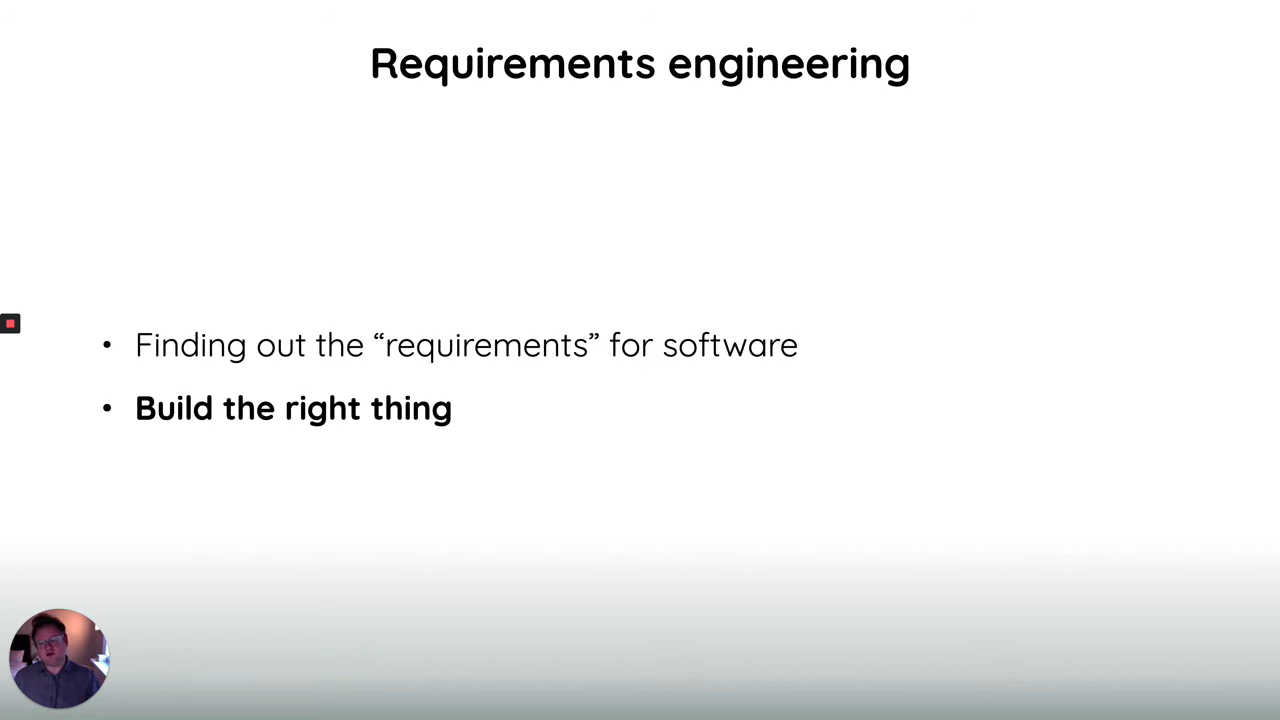 Requirements engineering
• Finding out the “requirements” for software
• Build the right thing